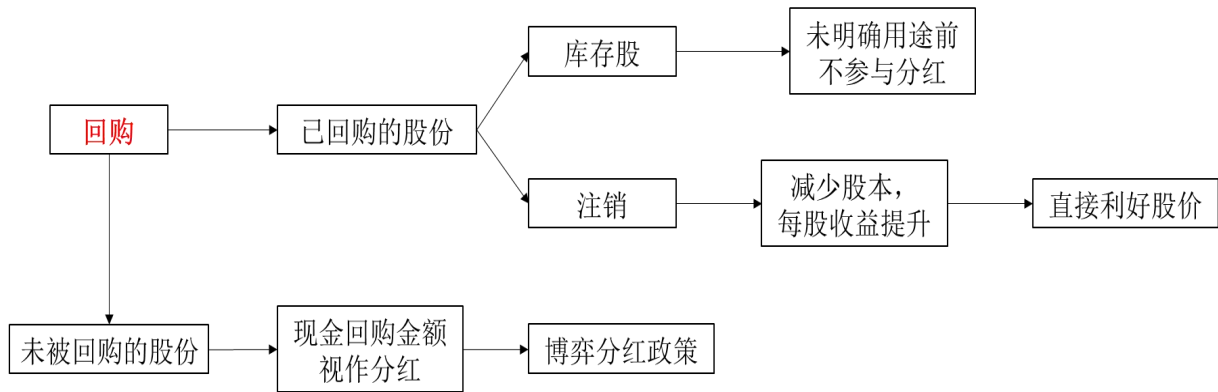 回购
已回购的股份
库存股
未明确用途前
不参与分红
注销
减少股本，
每股收益提升
直接利好股价
未被回购的股份
现金回购金额
视作分红
博弈分红政策